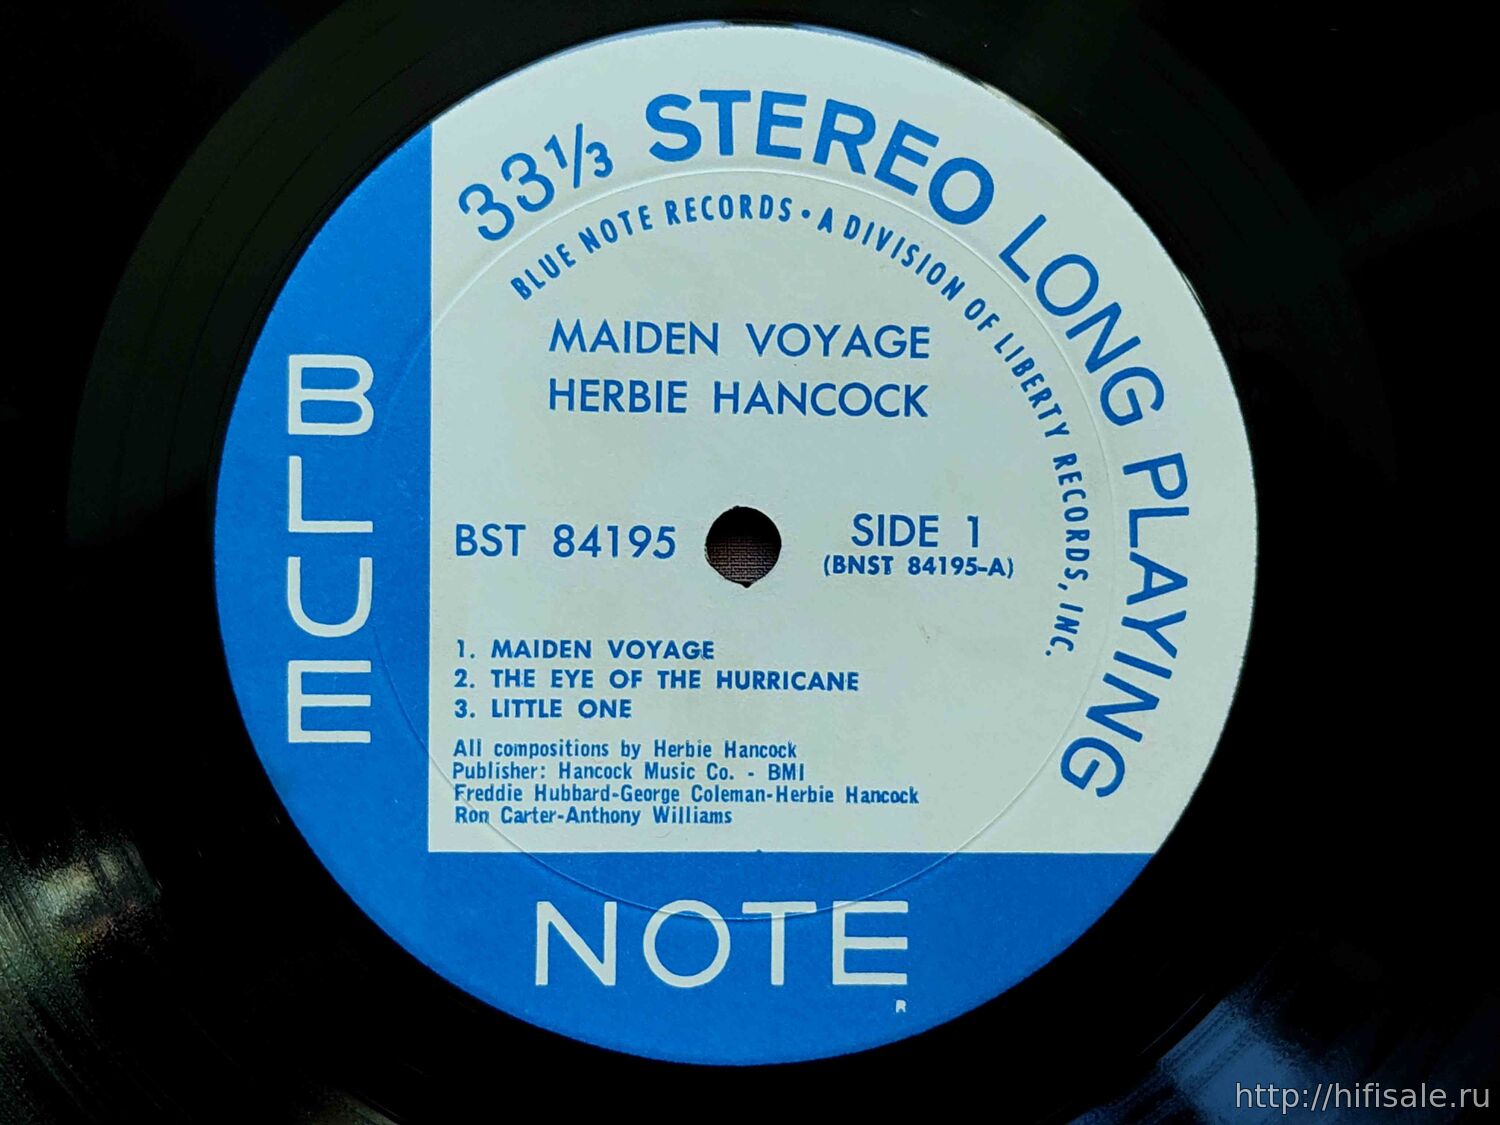 33 1/3 STEREO LONG PLAYING
BLUE NOTE RECORDS · A DIVISION OF LIBERTY RECORDS, INC.
MAIDEN VOYAGE
HERBIE HANCOCK
BST 84195
SIDE 1
(BNST 84195-A)
1. MAIDEN VOYAGE
2. THE EYE OF THE HURRICANE
3. LITTLE ONE
All compositions by Herbie Hancock
Publisher: Hancock Music Co. - BMI
Freddie Hubbard-George Coleman-Herbie Hancock
Ron Carter-Anthony Williams
BLUE
NOTE
R
http://hifisale.ru